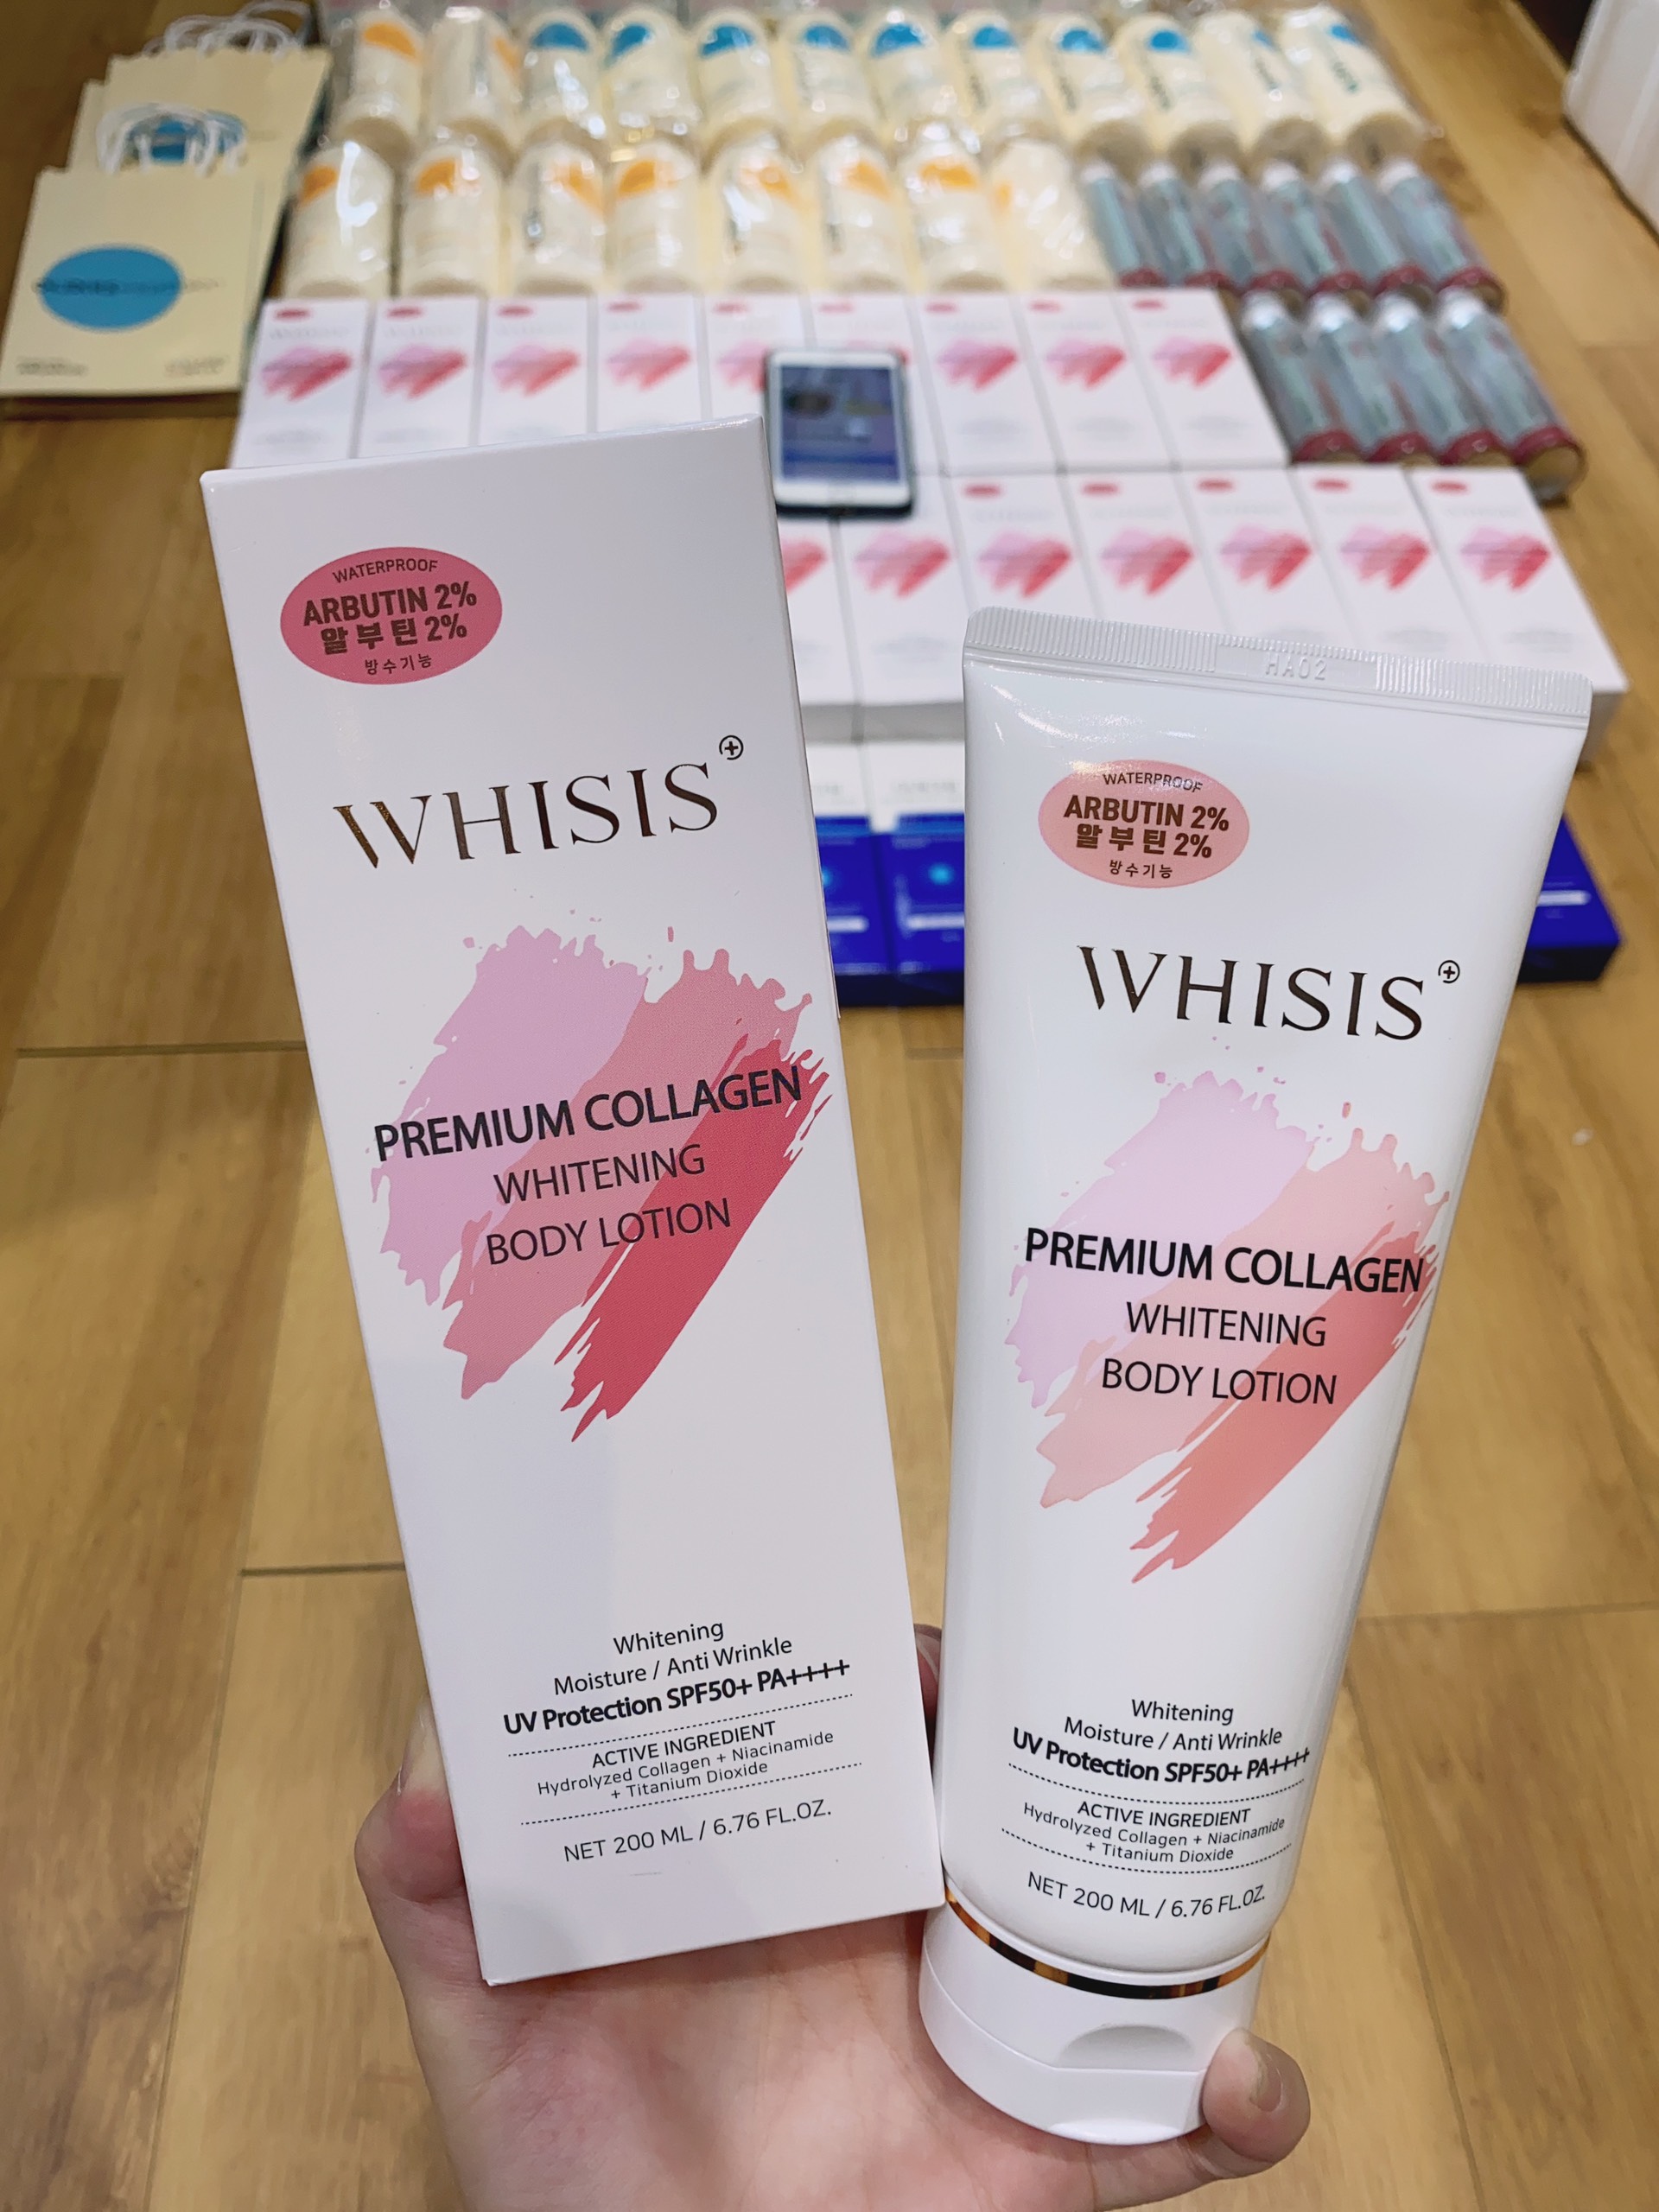 WATERPROOF
ARBUTIN 2%
알부틴 2%
방수기능
WHISIS
PREMIUM COLLAGEN
WHITENING
BODY LOTION
Whitening
Moisture / Anti Wrinkle
UV Protection SPF50+ PA++++
ACTIVE INGREDIENT
Hydrolyzed Collagen + Niacinamide
+ Titanium Dioxide
NET 200 ML / 6.76 FL.OZ.
HA02
WATERPROOF
ARBUTIN 2%
알부틴 2%
방수기능
WHISIS
PREMIUM COLLAGEN
WHITENING
BODY LOTION
Whitening
Moisture / Anti Wrinkle
UV Protection SPF50+ PA++++
ACTIVE INGREDIENT
Hydrolyzed Collagen + Niacinamide
+ Titanium Dioxide
NET 200 ML / 6.76 FL.OZ.